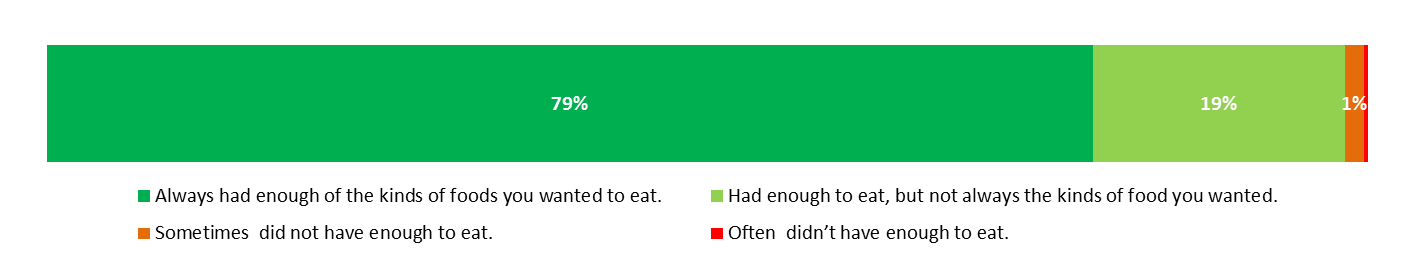 79% 19% 1%
Always had enough of the kinds of foods you wanted to eat. Had enough to eat, but not always the kinds of food you wanted.
Sometimes  did not have enough to eat. Often  didn’t have enough to eat.